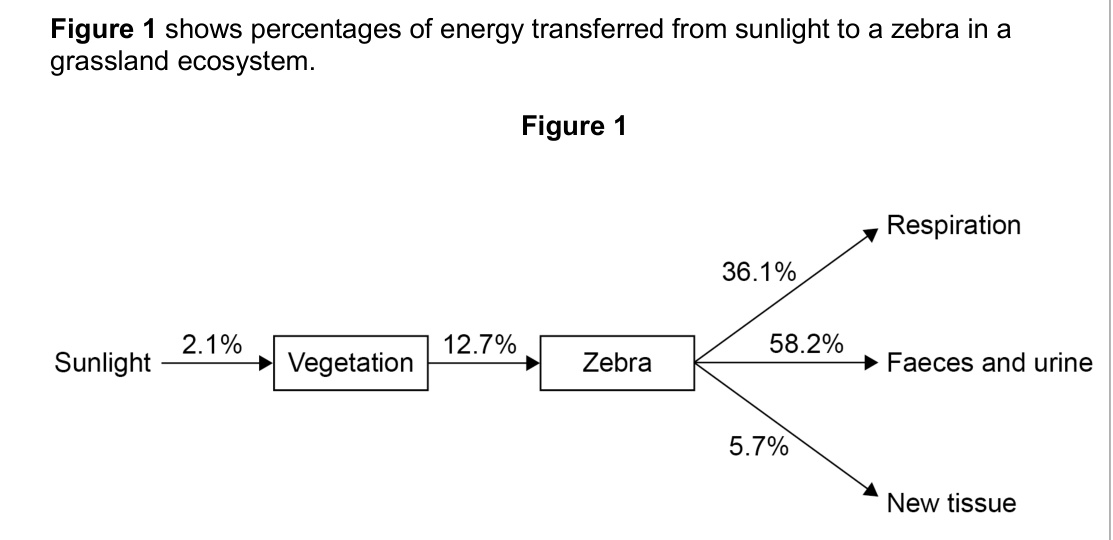 Figure 1 shows percentages of energy transferred from sunlight to a zebra in a
grassland ecosystem.
Figure 1
Respiration
36.1%
Sunlight
2.1%
Vegetation
12.7%
Zebra
58.2%
Faeces and urine
5.7%
New tissue